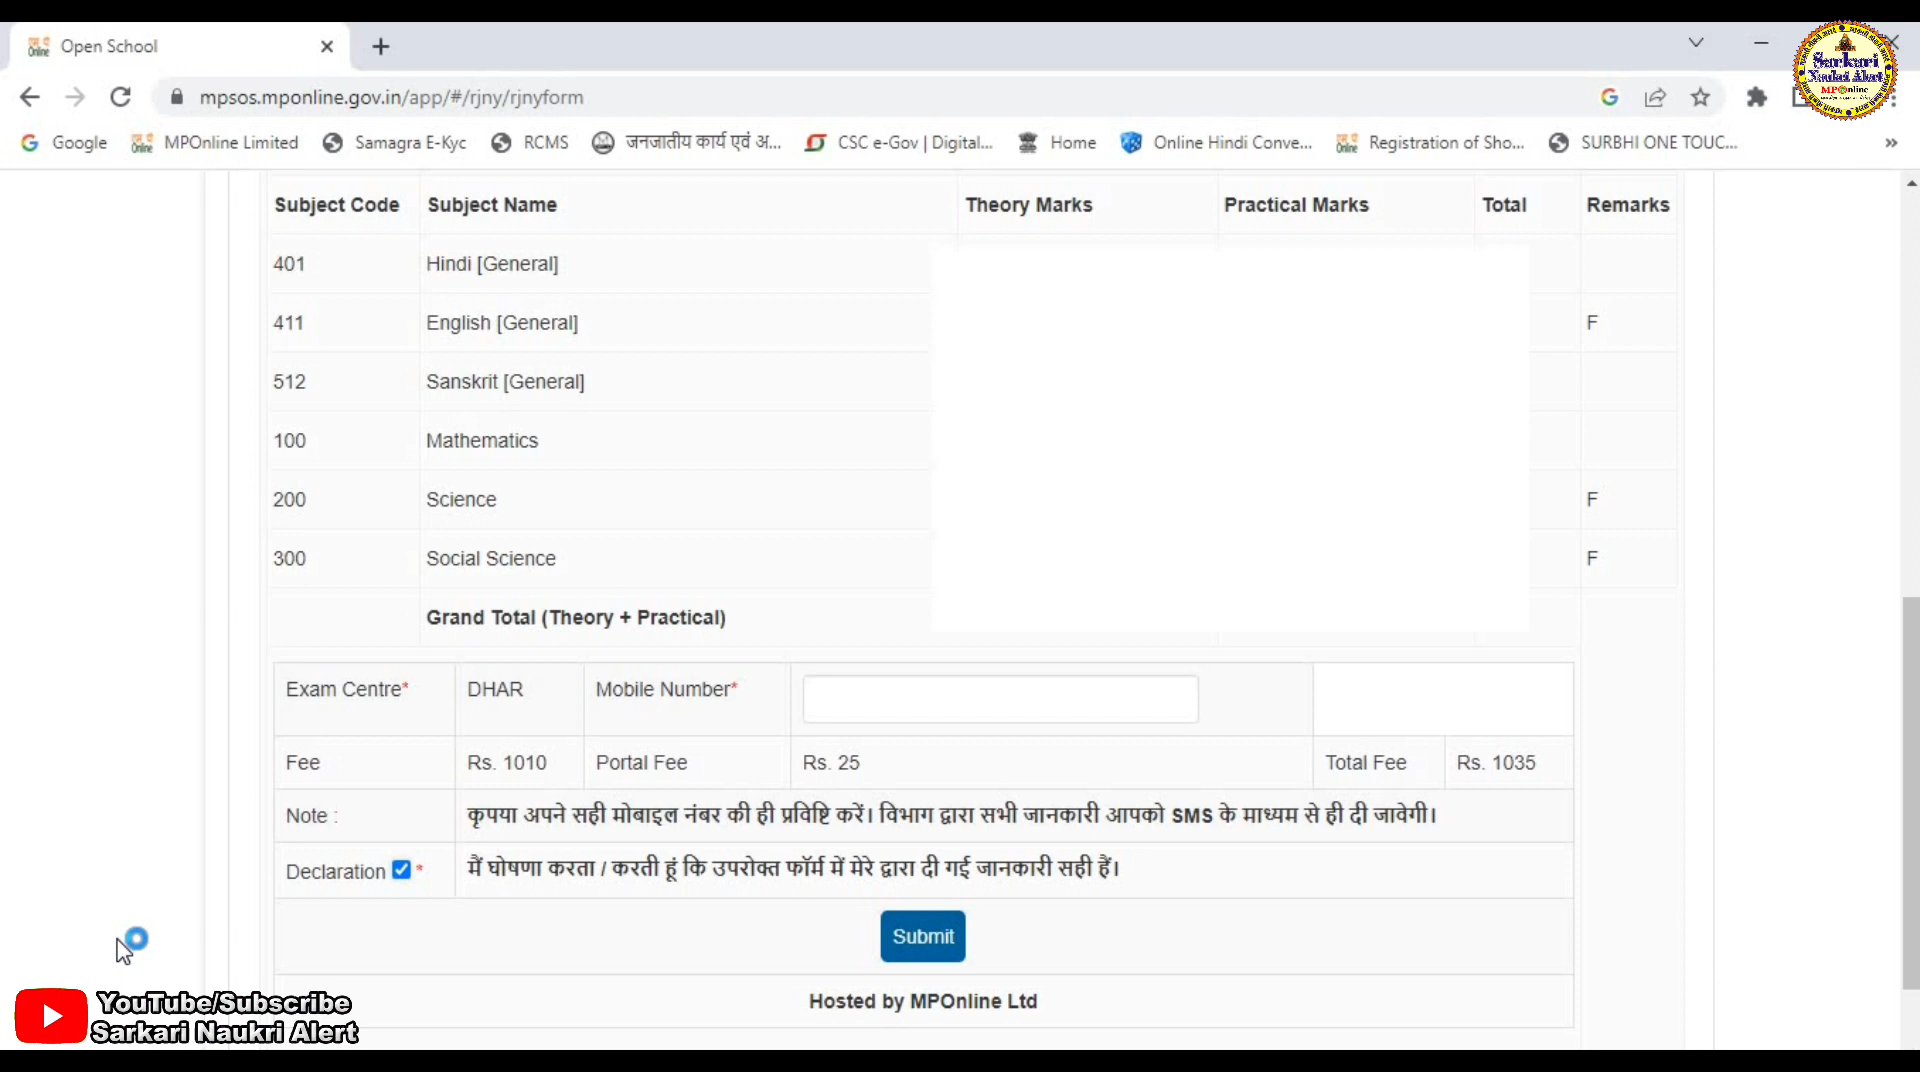 Open School
mpsos.mponline.gov.in/app/#/rjny/rjnyform
Sarkari
Naukri Alert
MPOnline
Google MPOnline Limited Samagra E-Kyc RCMS जनजातीय कार्य एवं अ... CSC e-Gov | Digital... Home Online Hindi Conve... Registration of Sho... SURBHI ONE TOUC... »
Subject Code Subject Name Theory Marks Practical Marks Total Remarks
401 Hindi [General]
411 English [General] F
512 Sanskrit [General]
100 Mathematics
200 Science F
300 Social Science F
Grand Total (Theory + Practical)
Exam Centre* DHAR Mobile Number*
Fee Rs. 1010 Portal Fee Rs. 25 Total Fee Rs. 1035
Note : कृपया अपने सही मोबाइल नंबर की ही प्रविष्टि करें। विभाग द्वारा सभी जानकारी आपको SMS के माध्यम से ही दी जावेगी।
Declaration * मैं घोषणा करता / करती हूं कि उपरोक्त फॉर्म में मेरे द्वारा दी गई जानकारी सही हैं।
Submit
Hosted by MPOnline Ltd
YouTube/Subscribe
Sarkari Naukri Alert